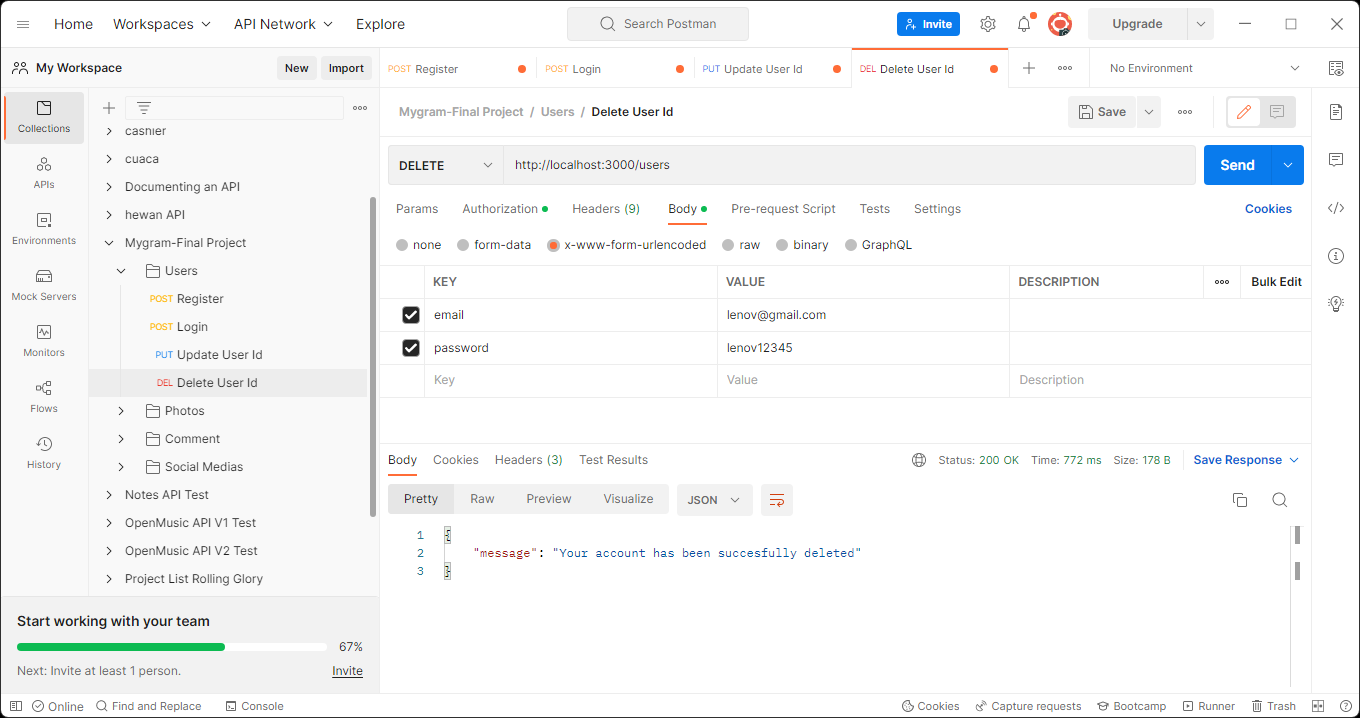 Home Workspaces API Network Explore Search Postman Invite Upgrade
My Workspace New Import
POST Register POST Login PUT Update User Id DEL Delete User Id No Environment
Collections
APIs
Environments
Mock Servers
Monitors
Flows
History
cashier
cuaca
Documenting an API
hewan API
Mygram-Final Project
Users
POST Register
POST Login
PUT Update User Id
DEL Delete User Id
Photos
Comment
Social Medias
Notes API Test
OpenMusic API V1 Test
OpenMusic API V2 Test
Project List Rolling Glory
Start working with your team
67%
Next: Invite at least 1 person. Invite
Mygram-Final Project / Users / Delete User Id Save
DELETE http://localhost:3000/users Send
Params Authorization Headers (9) Body Pre-request Script Tests Settings Cookies
none form-data x-www-form-urlencoded raw binary GraphQL
KEY VALUE DESCRIPTION Bulk Edit
email lenov@gmail.com
password lenov12345
Key Value Description
Body Cookies Headers (3) Test Results Status: 200 OK Time: 772 ms Size: 178 B Save Response
Pretty Raw Preview Visualize JSON
1 {
2 "message": "Your account has been succesfully deleted"
3 }
Online Find and Replace Console Cookies Capture requests Bootcamp Runner Trash